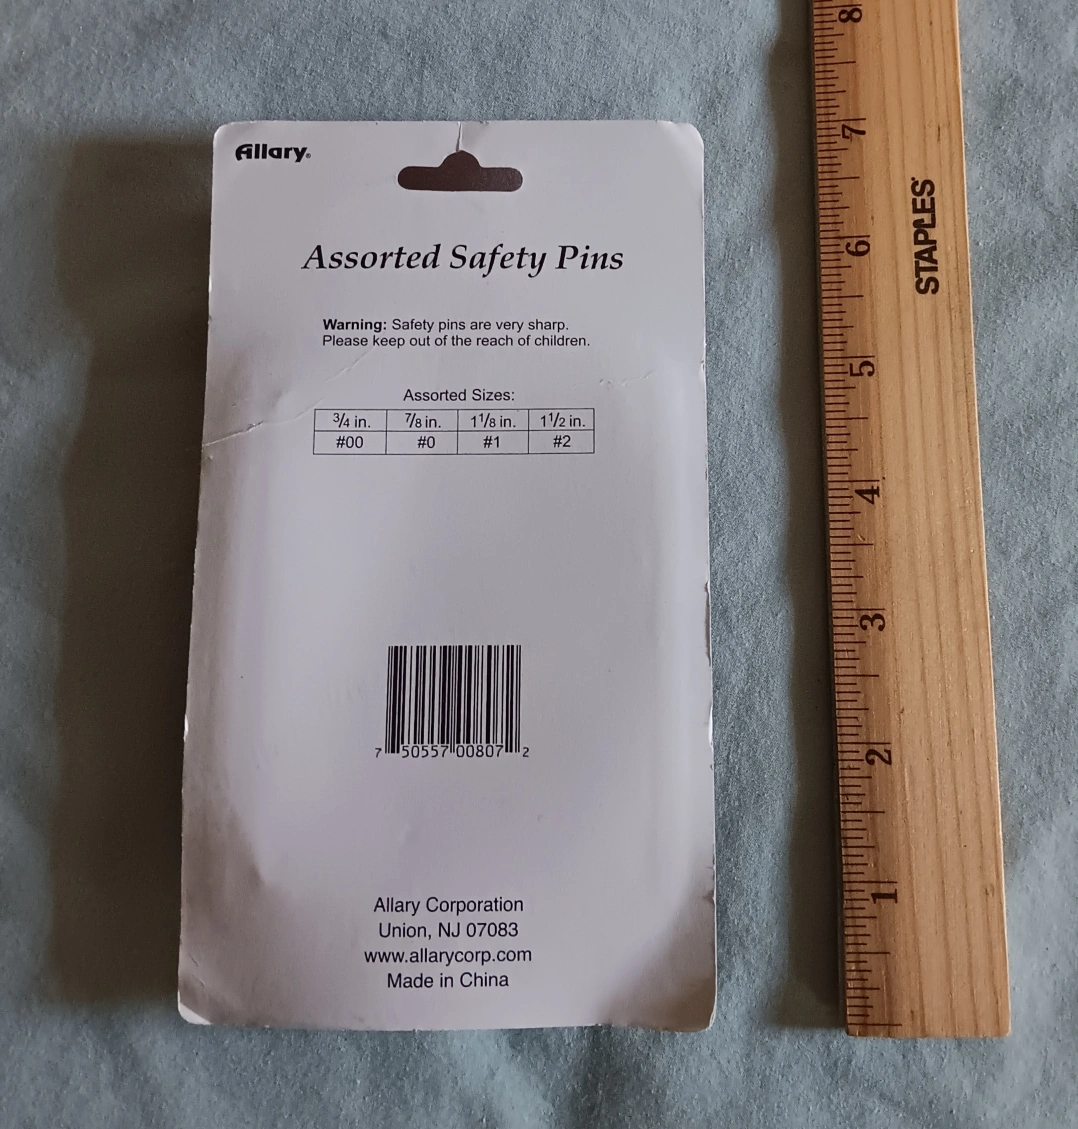 Allary®
Assorted Safety Pins
Warning: Safety pins are very sharp.
Please keep out of the reach of children.
Assorted Sizes:
3/4 in. 7/8 in. 1 1/8 in. 1 1/2 in.
#00 #0 #1 #2
7 50557 00807 2
Allary Corporation
Union, NJ 07083
www.allarycorp.com
Made in China
8
7
6
5
4
3
2
1
STAPLES